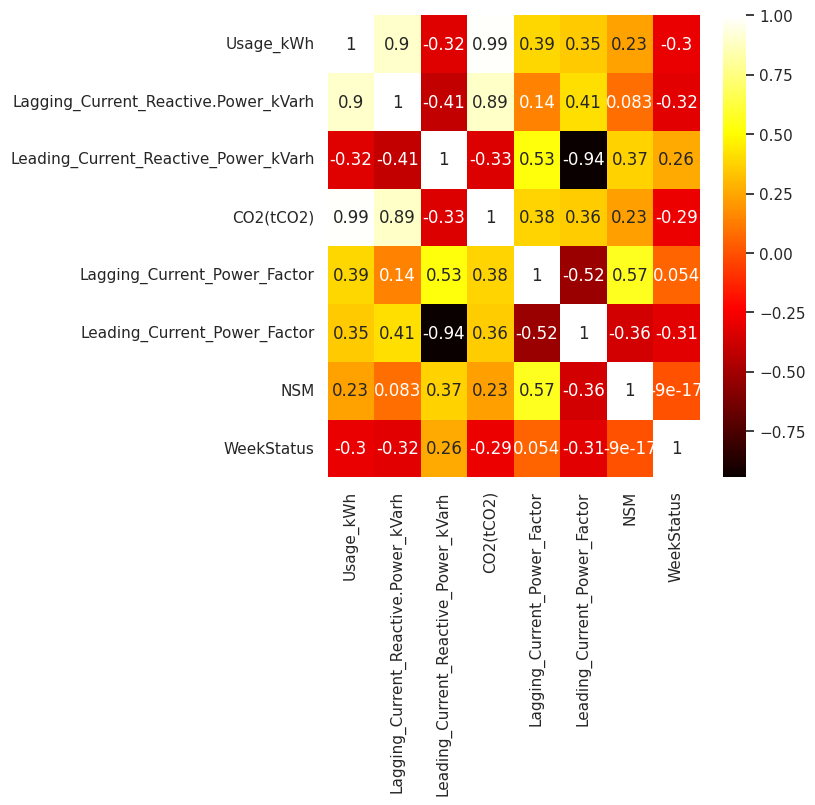 Usage_kWh 1 0.9 -0.32 0.99 0.39 0.35 0.23 -0.3
Lagging_Current_Reactive.Power_kVarh 0.9 1 -0.41 0.89 0.14 0.41 0.083 -0.32
Leading_Current_Reactive_Power_kVarh -0.32 -0.41 1 -0.33 0.53 -0.94 0.37 0.26
CO2(tCO2) 0.99 0.89 -0.33 1 0.38 0.36 0.23 -0.29
Lagging_Current_Power_Factor 0.39 0.14 0.53 0.38 1 -0.52 0.57 0.054
Leading_Current_Power_Factor 0.35 0.41 -0.94 0.36 -0.52 1 -0.36 -0.31
NSM 0.23 0.083 0.37 0.23 0.57 -0.36 1 -9e-17
WeekStatus -0.3 -0.32 0.26 -0.29 0.054 -0.31 -9e-17 1
Usage_kWh
Lagging_Current_Reactive.Power_kVarh
Leading_Current_Reactive_Power_kVarh
CO2(tCO2)
Lagging_Current_Power_Factor
Leading_Current_Power_Factor
NSM
WeekStatus
1.00
0.75
0.50
0.25
0.00
−0.25
−0.50
−0.75